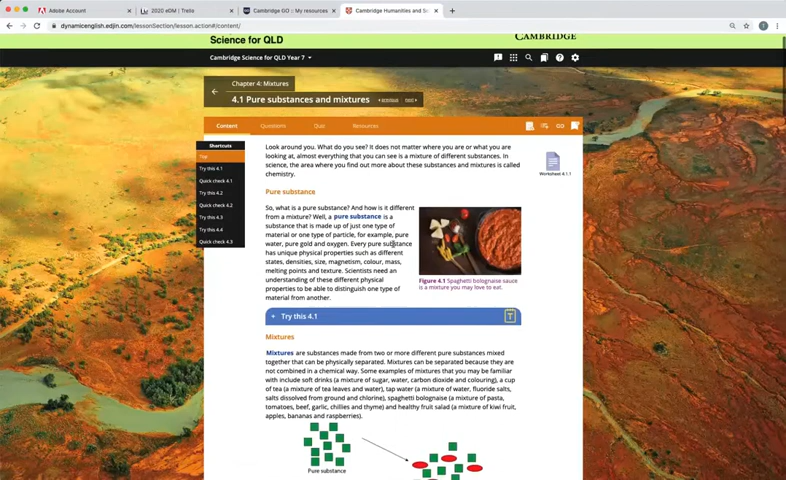 Adobe Account
2020 eDM | Trello
Cambridge GO :: My resources
Cambridge Humanities and So
dynamicenglish.edjin.com/lessonSection/lesson.action#/content/
Science for QLD
CAMBRIDGE
Cambridge Science for QLD Year 7
Chapter 4: Mixtures
4.1 Pure substances and mixtures
previous
next
Content
Questions
Quiz
Resources
Shortcuts
Top
Try this 4.1
Quick check 4.1
Try this 4.2
Quick check 4.2
Try this 4.3
Try this 4.4
Quick check 4.3
Look around you. What do you see? It does not matter where you are or what you are
looking at, almost everything that you can see is a mixture of different substances. In
science, the area where you find out more about these substances and mixtures is called
chemistry.
Worksheet 4.1.1
Pure substance
So, what is a pure substance? And how is it different
from a mixture? Well, a pure substance is a
substance that is made up of just one type of
material or one type of particle, for example, pure
water, pure gold and oxygen. Every pure substance
has unique physical properties such as different
states, densities, size, magnetism, colour, mass,
melting points and texture. Scientists need an
understanding of these different physical
properties to be able to distinguish one type of
material from another.
Figure 4.1 Spaghetti bolognaise sauce
is a mixture you may love to eat.
+ Try this 4.1
T
Mixtures
Mixtures are substances made from two or more different pure substances mixed
together that can be physically separated. Mixtures can be separated because they are
not combined in a chemical way. Some examples of mixtures that you may be familiar
with include soft drinks (a mixture of sugar, water, carbon dioxide and colouring), a cup
of tea (a mixture of tea leaves and water), tap water (a mixture of water, fluoride salts,
salts dissolved from ground and chlorine), spaghetti bolognaise (a mixture of pasta,
tomatoes, beef, garlic, chillies and thyme) and healthy fruit salad (a mixture of kiwi fruit,
apples, bananas and raspberries).
Pure substance